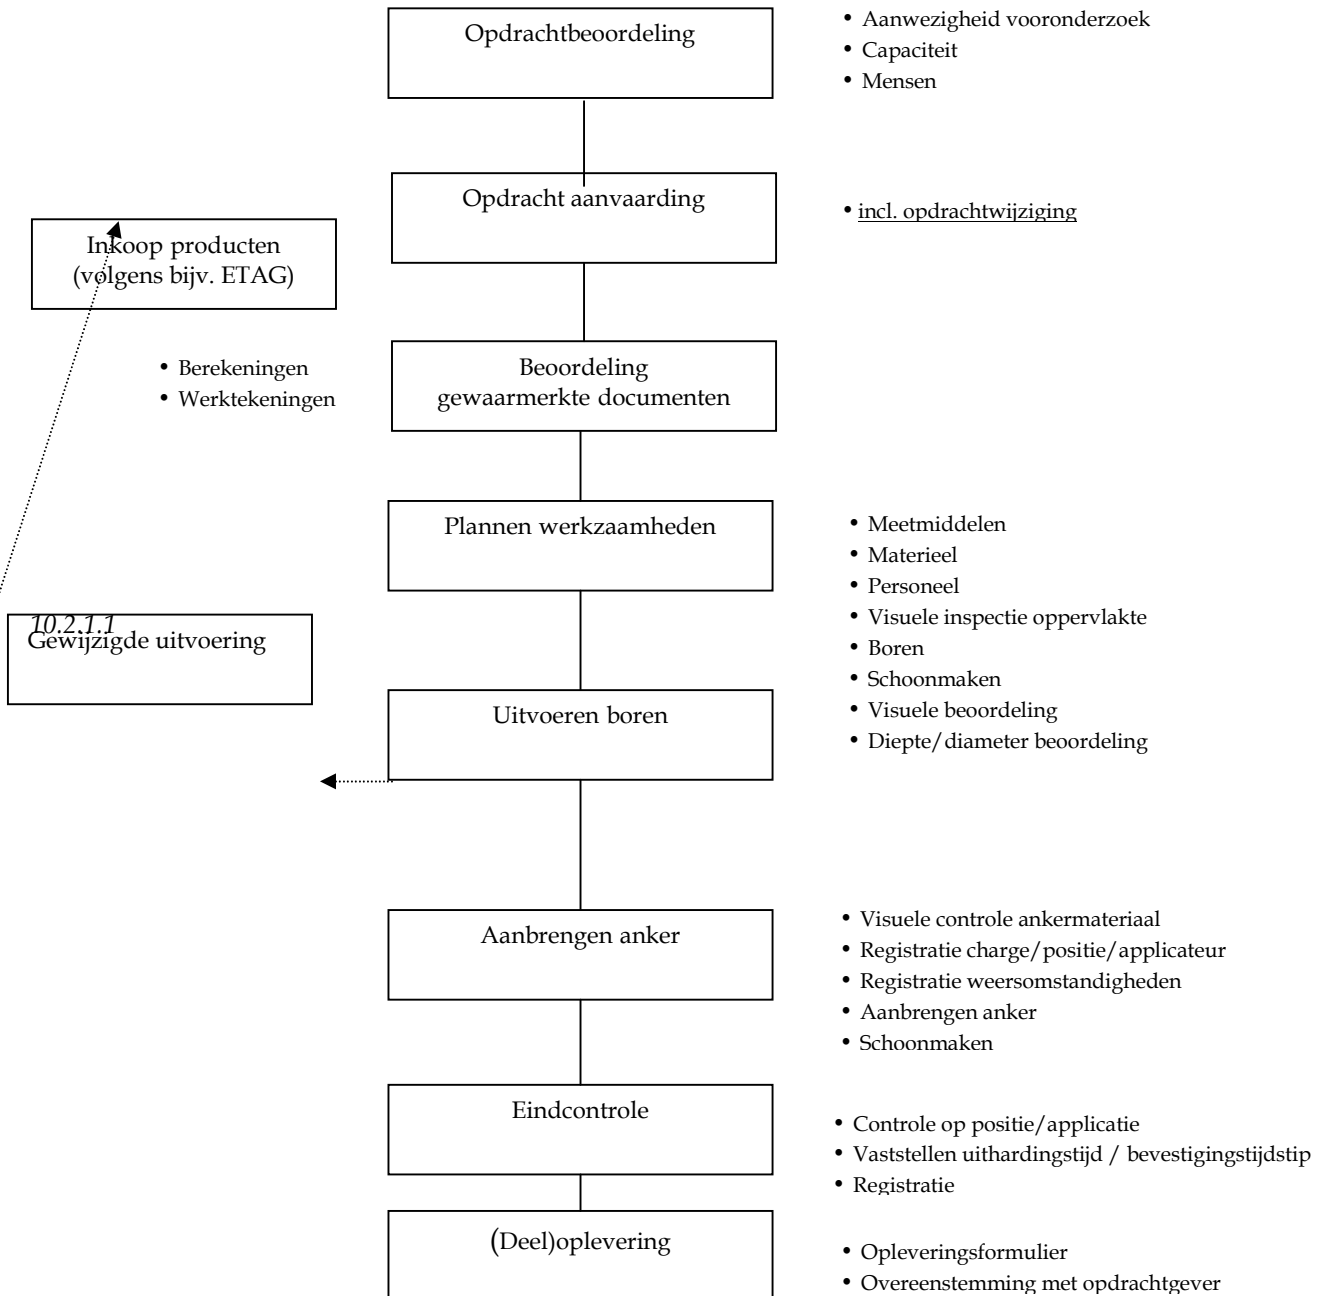 Opdrachtbeoordeling
• Aanwezigheid vooronderzoek
• Capaciteit
• Mensen
Opdracht aanvaarding
• incl. opdrachtwijziging
Inkoop producten
(volgens bijv. ETAG)
• Berekeningen
• Werktekeningen
Beoordeling
gewaarmerkte documenten
Plannen werkzaamheden
• Meetmiddelen
• Materieel
• Personeel
• Visuele inspectie oppervlakte
• Boren
• Schoonmaken
• Visuele beoordeling
• Diepte/diameter beoordeling
10.2.1.1
Gewijzigde uitvoering
Uitvoeren boren
Aanbrengen anker
• Visuele controle ankermateriaal
• Registratie charge/positie/applicateur
• Registratie weersomstandigheden
• Aanbrengen anker
• Schoonmaken
Eindcontrole
• Controle op positie/applicatie
• Vaststellen uithardingstijd / bevestigingstijdstip
• Registratie
(Deel)oplevering
• Opleveringsformulier
• Overeenstemming met opdrachtgever